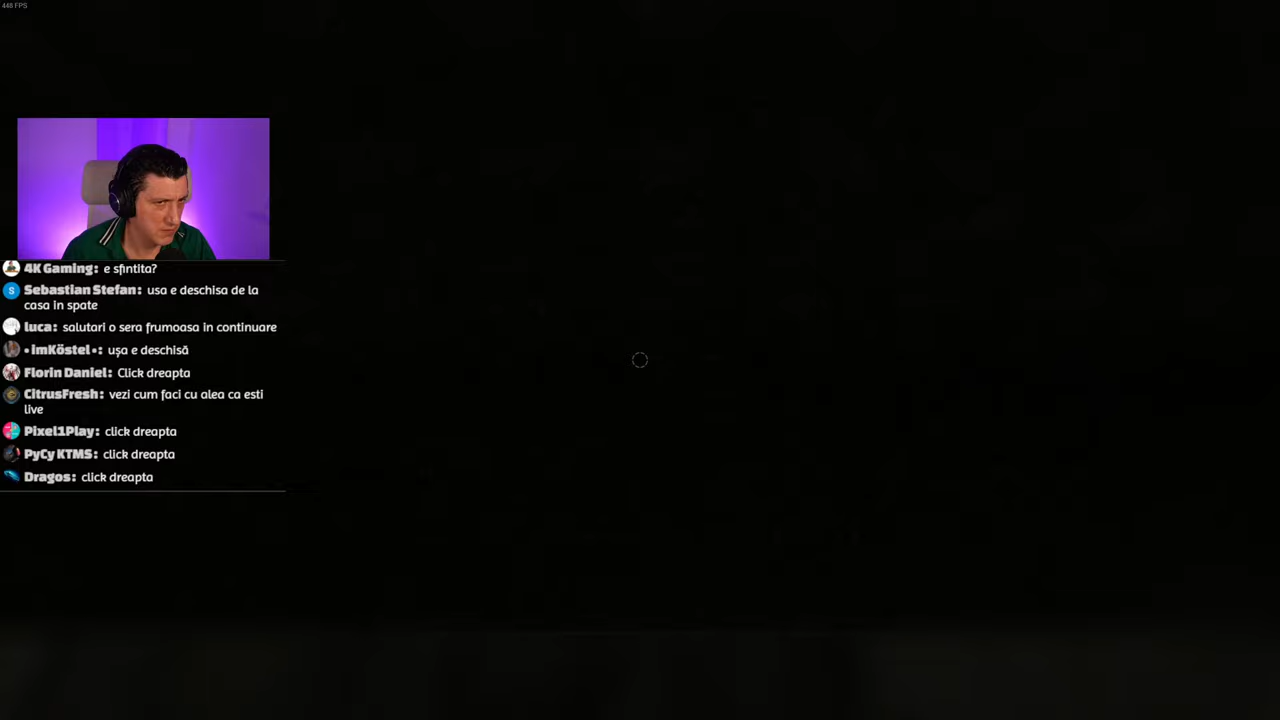 448 FPS
4K Gaming: e sfintita?
Sebastian Stefan: usa e deschisa de la
casa in spate
luca: salutari o sera frumoasa in continuare
• imKöstel •: ușa e deschisă
Florin Daniel: Click dreapta
CitrusFresh: vezi cum faci cu alea ca esti
live
Pixel1Play: click dreapta
PyCy KTMS: click dreapta
Dragos: click dreapta